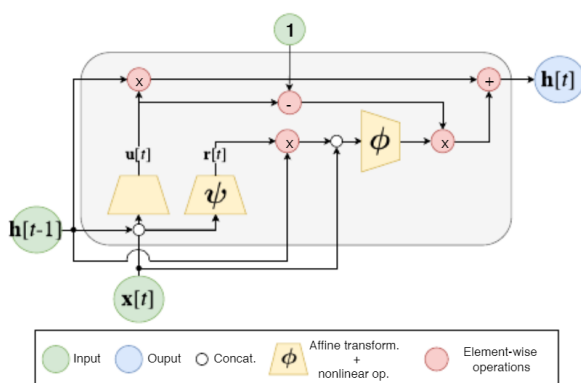 1
x
+
h[t]
-
u[t]
r[t]
x
ϕ
x
ψ
h[t-1]
x[t]
Input
Ouput
Concat.
ϕ
Affine transform.
+
nonlinear op.
Element-wise
operations